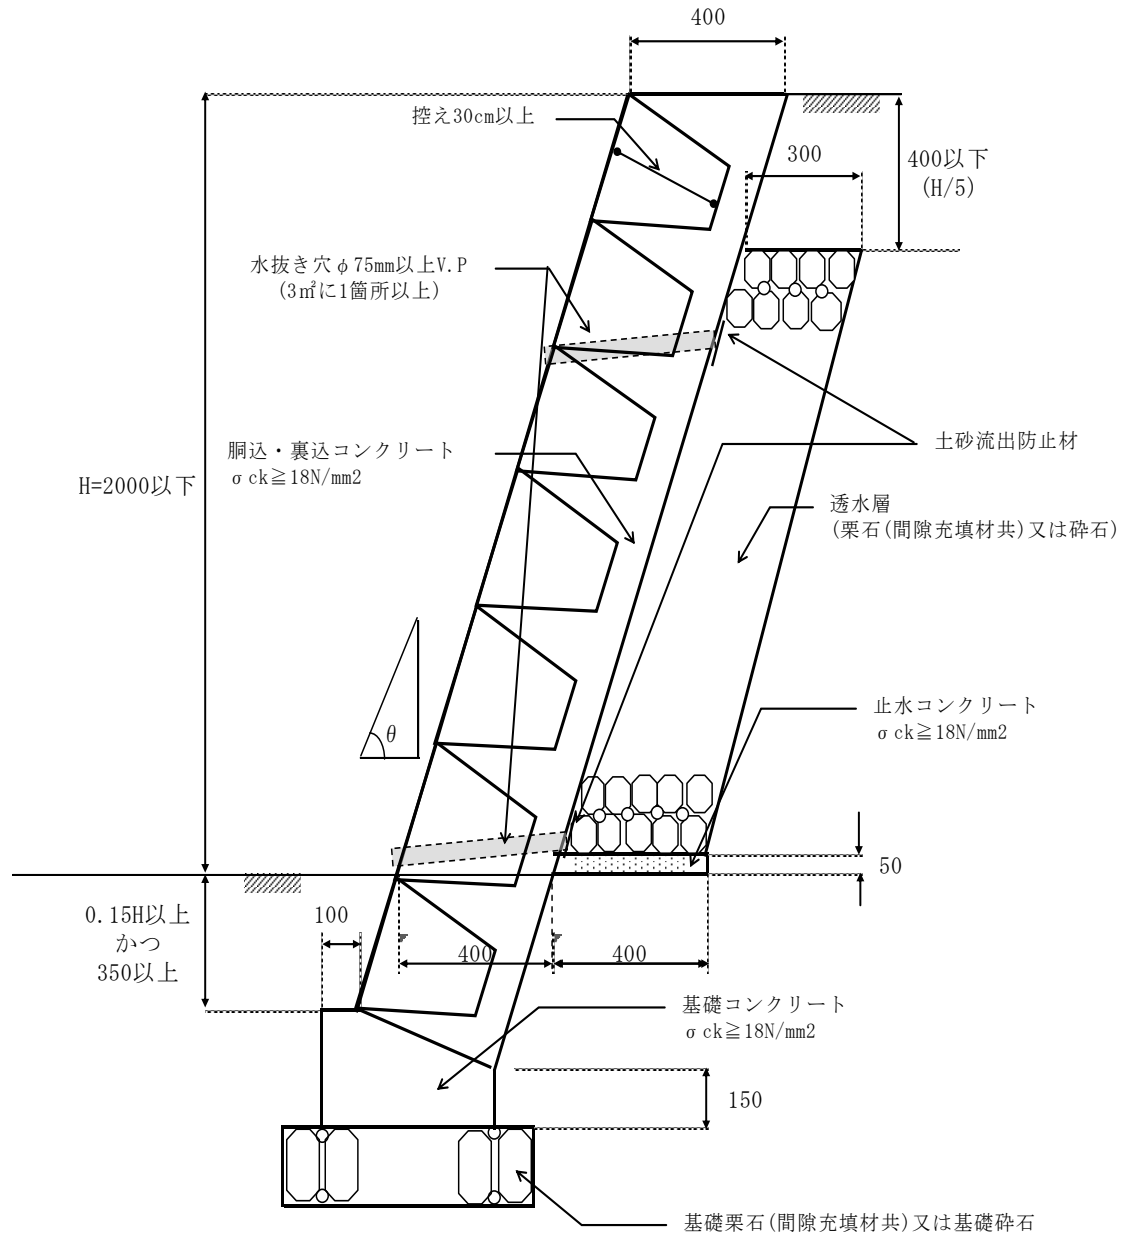 400
控え30cm以上
300
400以下
(H/5)
水抜き穴φ75mm以上V.P
(3㎡に1箇所以上)
胴込・裏込コンクリート
σck≧18N/mm2
土砂流出防止材
H=2000以下
透水層
(栗石(間隙充填材共)又は砕石)
θ
止水コンクリート
σck≧18N/mm2
50
0.15H以上
かつ
350以上
100
400
400
基礎コンクリート
σck≧18N/mm2
150
基礎栗石(間隙充填材共)又は基礎砕石